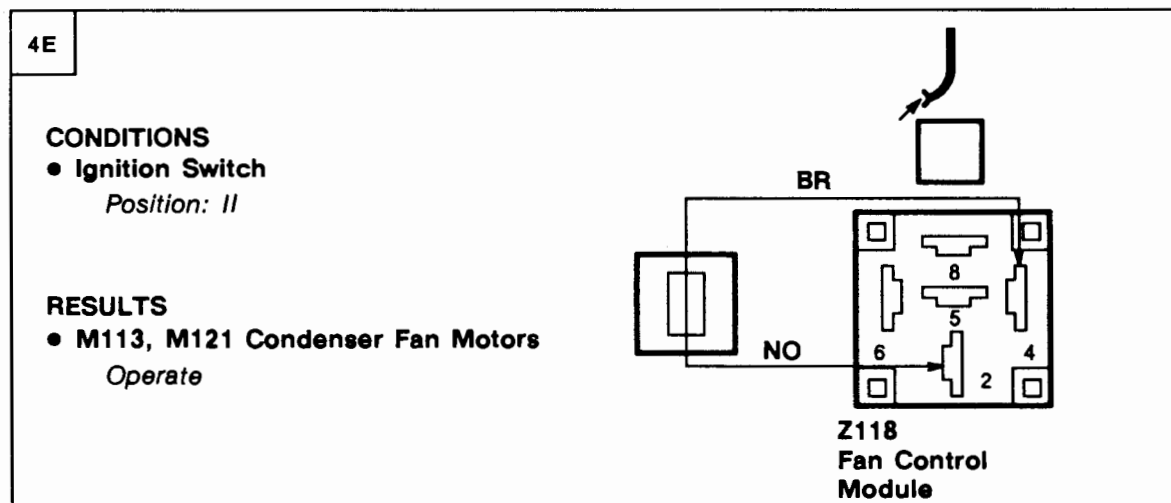 4E
CONDITIONS
● Ignition Switch
Position: II
RESULTS
● M113, M121 Condenser Fan Motors
Operate
BR
NO
8
5
6
4
2
Z118
Fan Control
Module